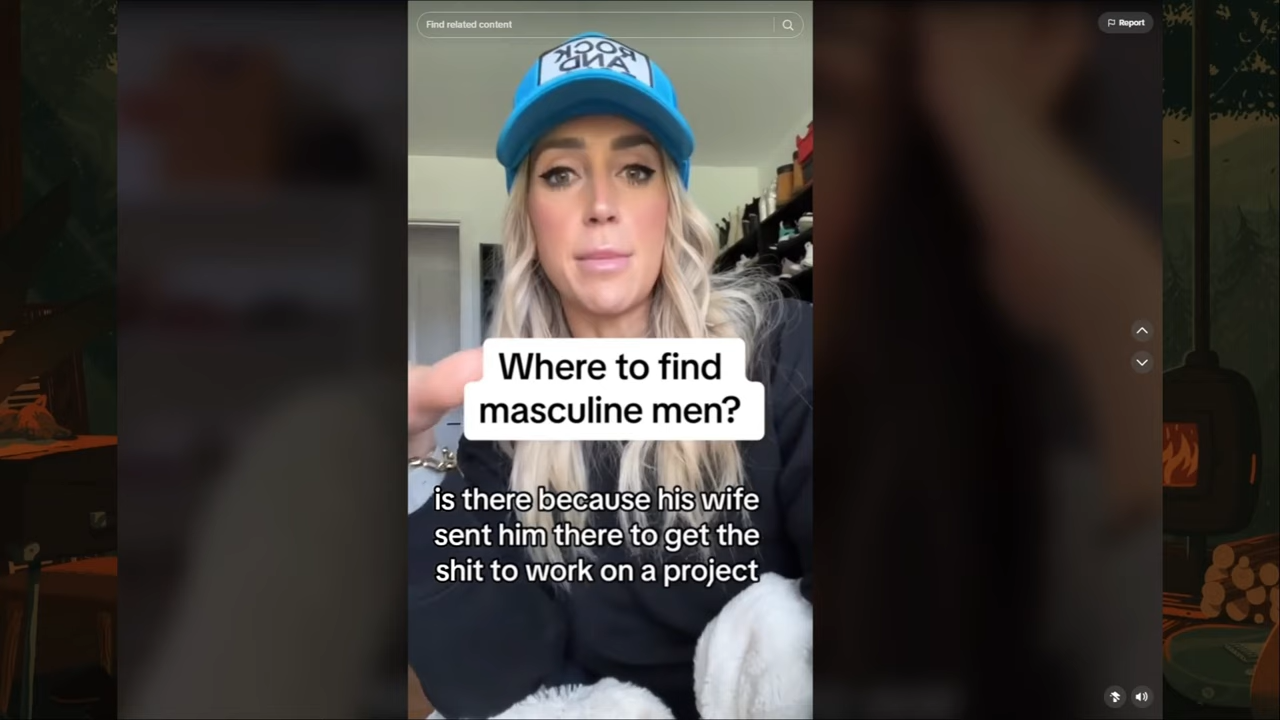 Find related content
Report
ROCK
AND
Where to find
masculine men?
is there because his wife
sent him there to get the
shit to work on a project